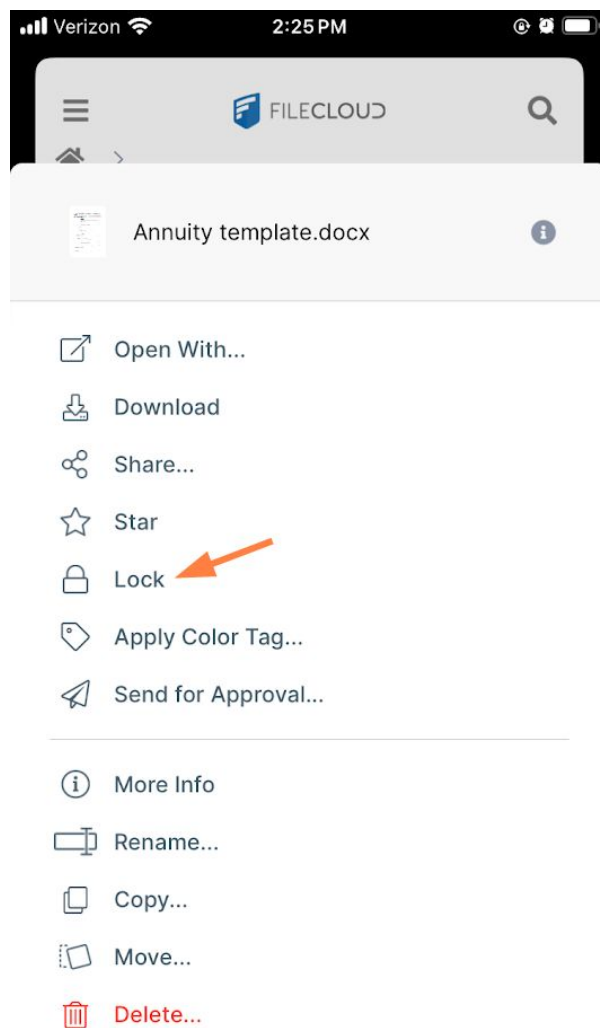 Verizon 2:25 PM
FILECLOUD
Annuity template.docx
Open With...
Download
Share...
Star
Lock
Apply Color Tag...
Send for Approval...
More Info
Rename...
Copy...
Move...
Delete...